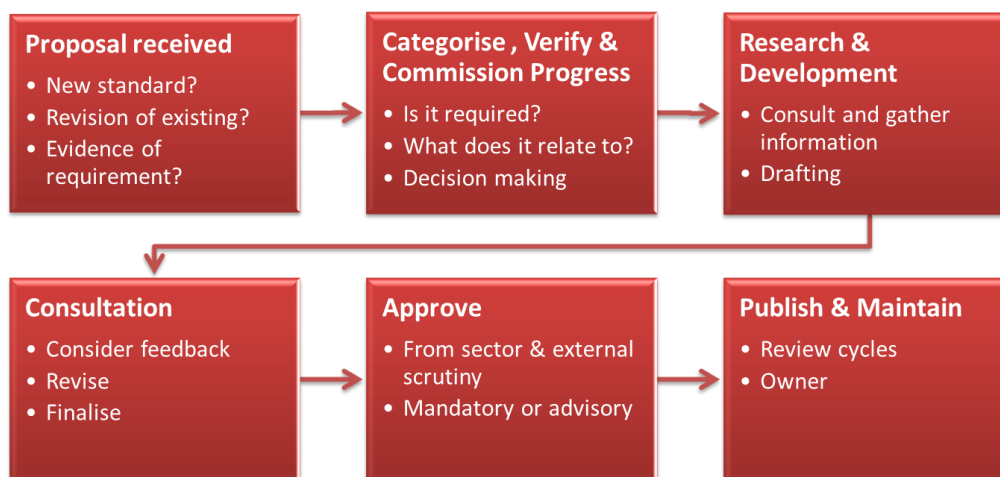 Proposal received
• New standard?
• Revision of existing?
• Evidence of
requirement?
Categorise , Verify &
Commission Progress
• Is it required?
• What does it relate to?
• Decision making
Research &
Development
• Consult and gather
information
• Drafting
Consultation
• Consider feedback
• Revise
• Finalise
Approve
• From sector & external
scrutiny
• Mandatory or advisory
Publish & Maintain
• Review cycles
• Owner